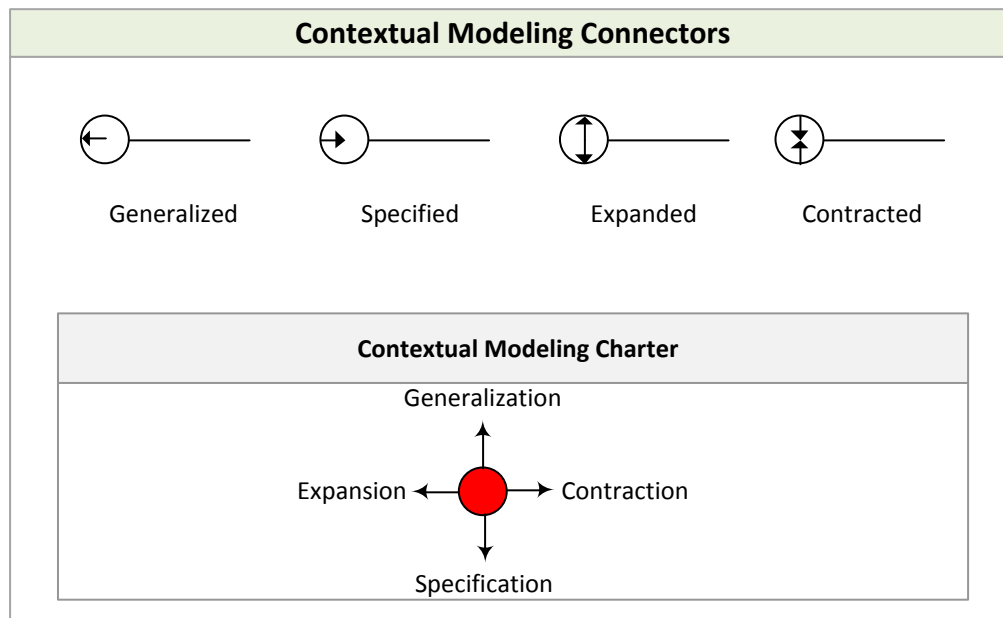 Contextual Modeling Connectors
Generalized Specified Expanded Contracted
Contextual Modeling Charter
Generalization
Expansion Contraction
Specification